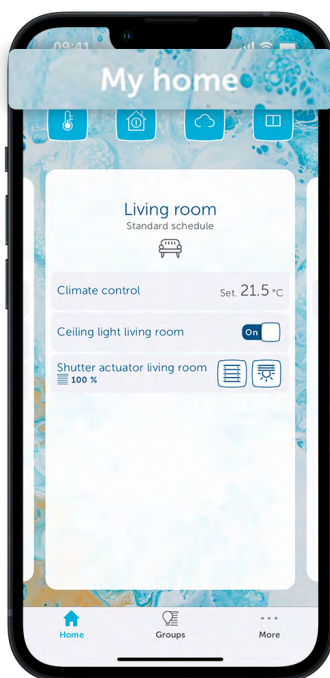 09:41
My home
Living room
Standard schedule
Climate control
Set. 21.5 °C
Ceiling light living room
On
Shutter actuator living room
100 %
Home
Groups
More